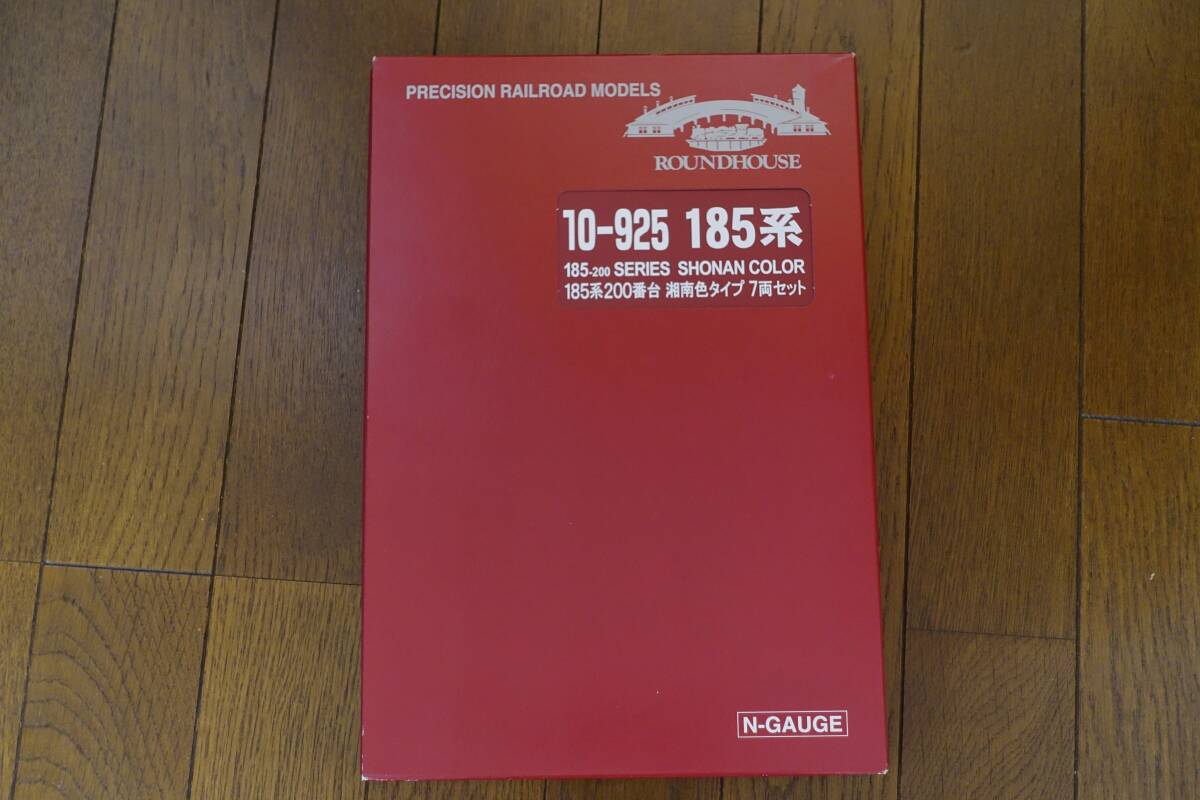 PRECISION RAILROAD MODELS
ROUNDHOUSE
10-925 185系
185-200 SERIES SHONAN COLOR
185系200番台 湘南色タイプ 7両セット
N-GAUGE